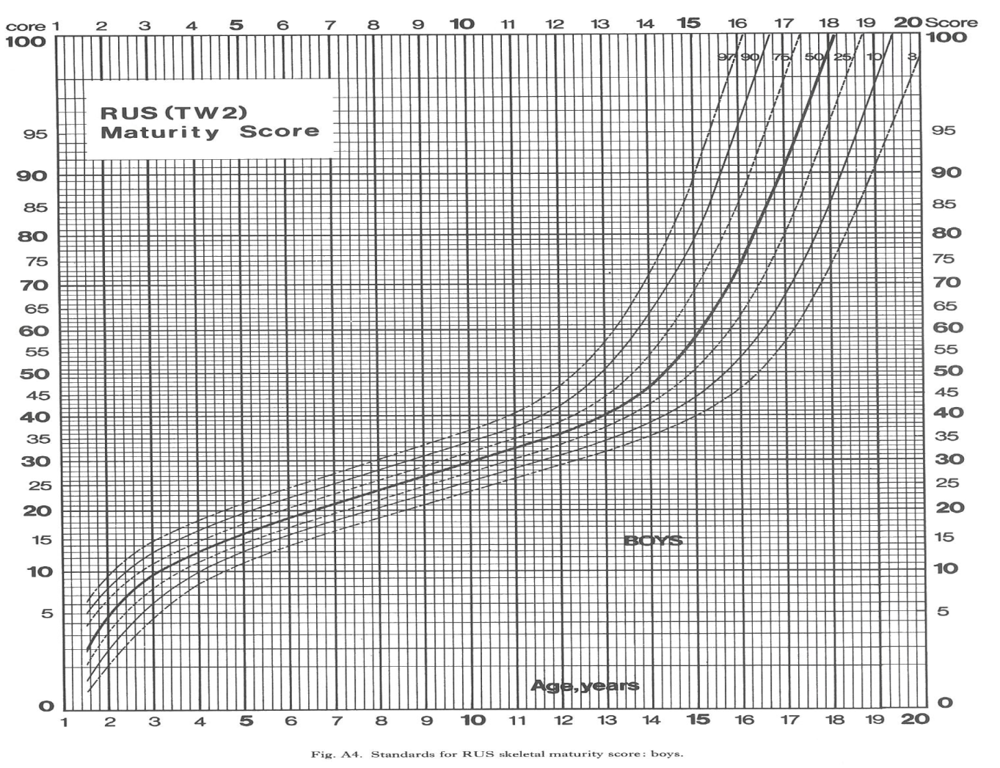 core 1 2 3 4 5 6 7 8 9 10 11 12 13 14 15 16 17 18 19 20 Score
100 100
97 90 75 50 25 10 3
RUS (TW2)
Maturity Score
95 95
90 90
85 85
80 80
75 75
70 70
65 65
60 60
55 55
50 50
45 45
40 40
35 35
30 30
25 25
20 20
15 BOYS 15
10 10
5 5
Age, years
0 0
1 2 3 4 5 6 7 8 9 10 11 12 13 14 15 16 17 18 19 20
Fig. A4. Standards for RUS skeletal maturity score: boys.